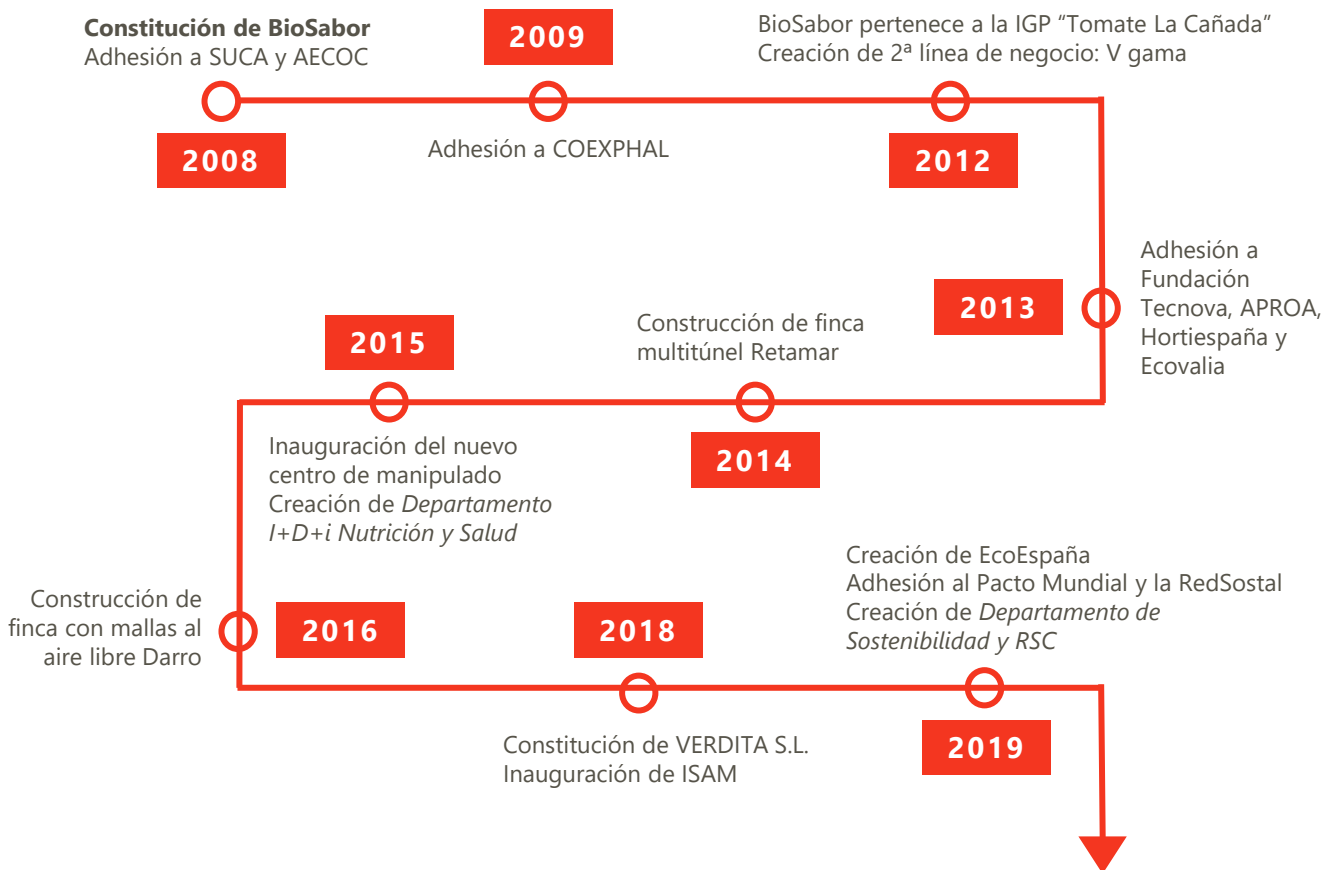 Constitución de BioSabor
Adhesión a SUCA y AECOC
2008
2009
Adhesión a COEXPHAL
BioSabor pertenece a la IGP “Tomate La Cañada”
Creación de 2ª línea de negocio: V gama
2012
2013
Adhesión a
Fundación
Tecnova, APROA,
Hortiespaña y
Ecovalia
Construcción de finca
multitúnel Retamar
2014
2015
Inauguración del nuevo
centro de manipulado
Creación de Departamento
I+D+i Nutrición y Salud
Construcción de
finca con mallas al
aire libre Darro
2016
2018
Constitución de VERDITA S.L.
Inauguración de ISAM
Creación de EcoEspaña
Adhesión al Pacto Mundial y la RedSostal
Creación de Departamento de
Sostenibilidad y RSC
2019